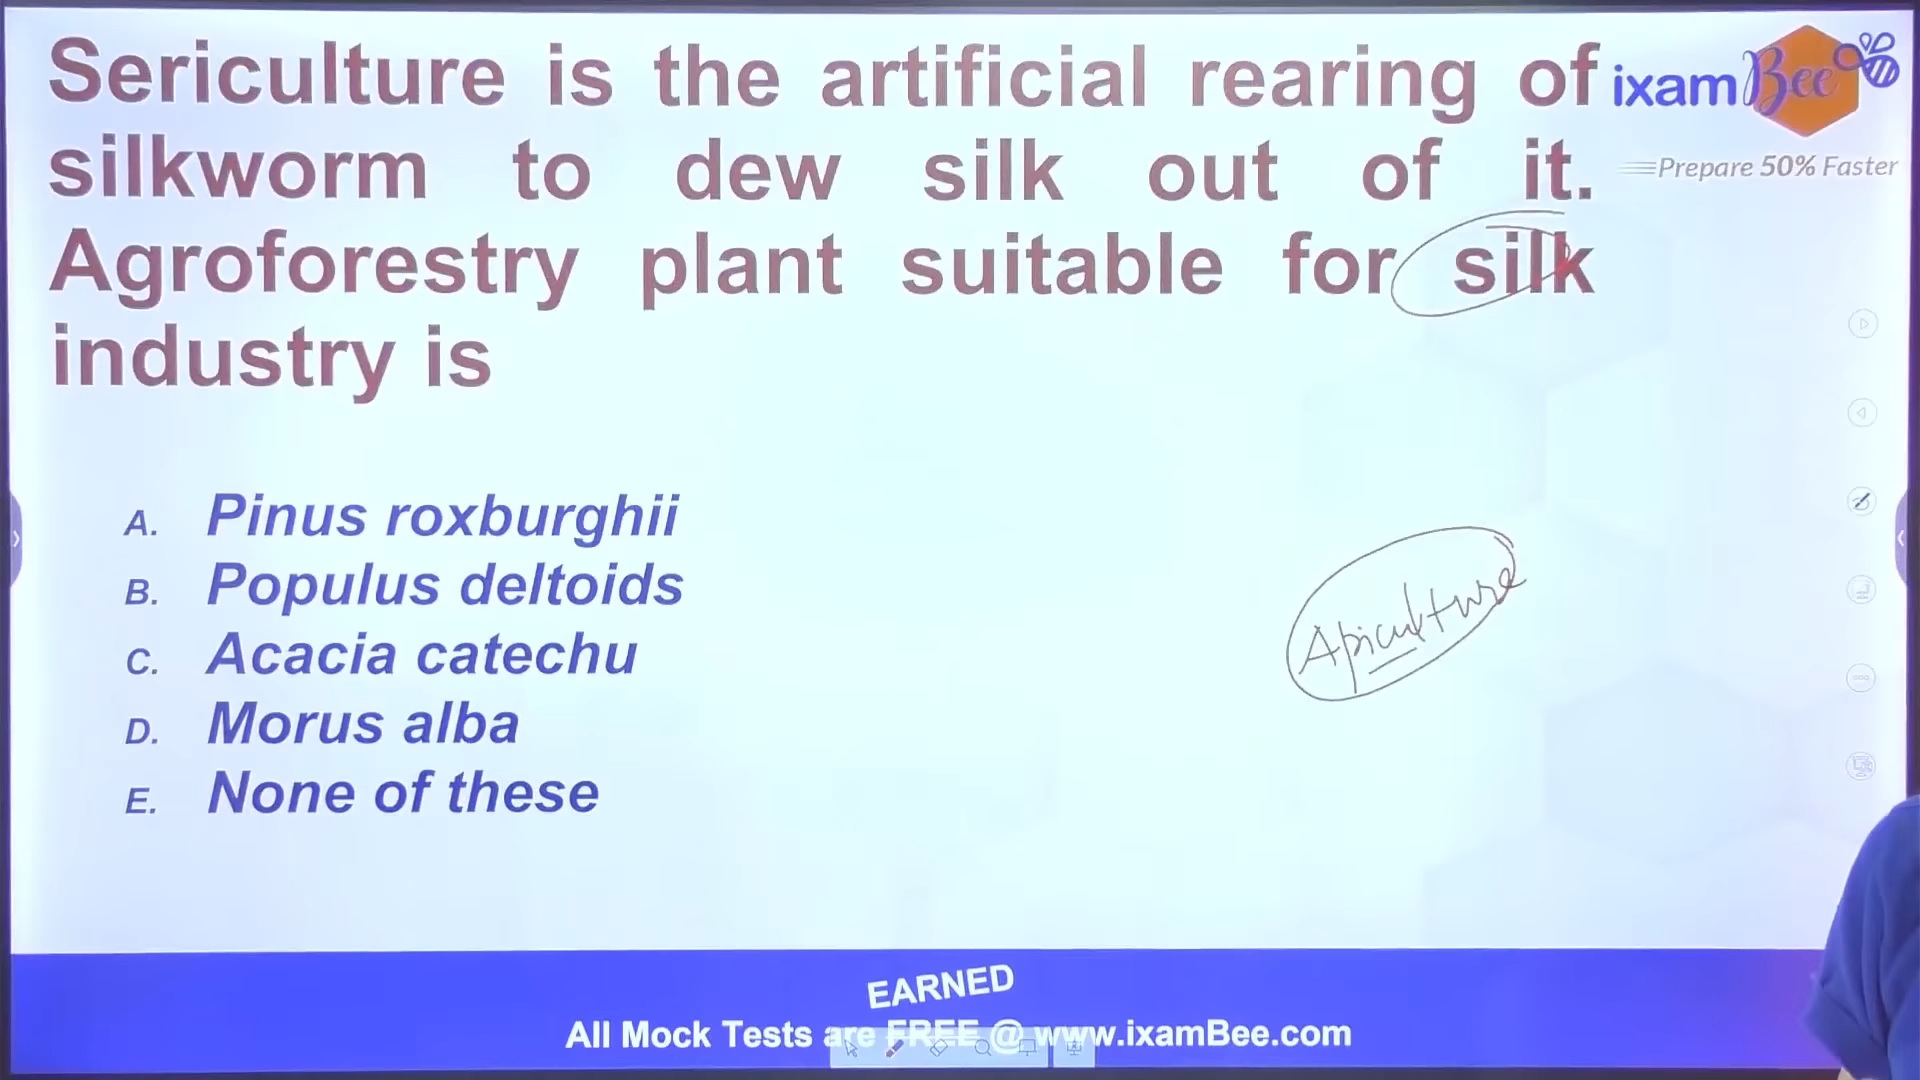 Sericulture is the artificial rearing of
silkworm to dew silk out of it.
Agroforestry plant suitable for silk
industry is
ixamBee
Prepare 50% Faster
A. Pinus roxburghii
B. Populus deltoids
C. Acacia catechu
D. Morus alba
E. None of these
Apiculture
EARNED
All Mock Tests are FREE @ www.ixamBee.com